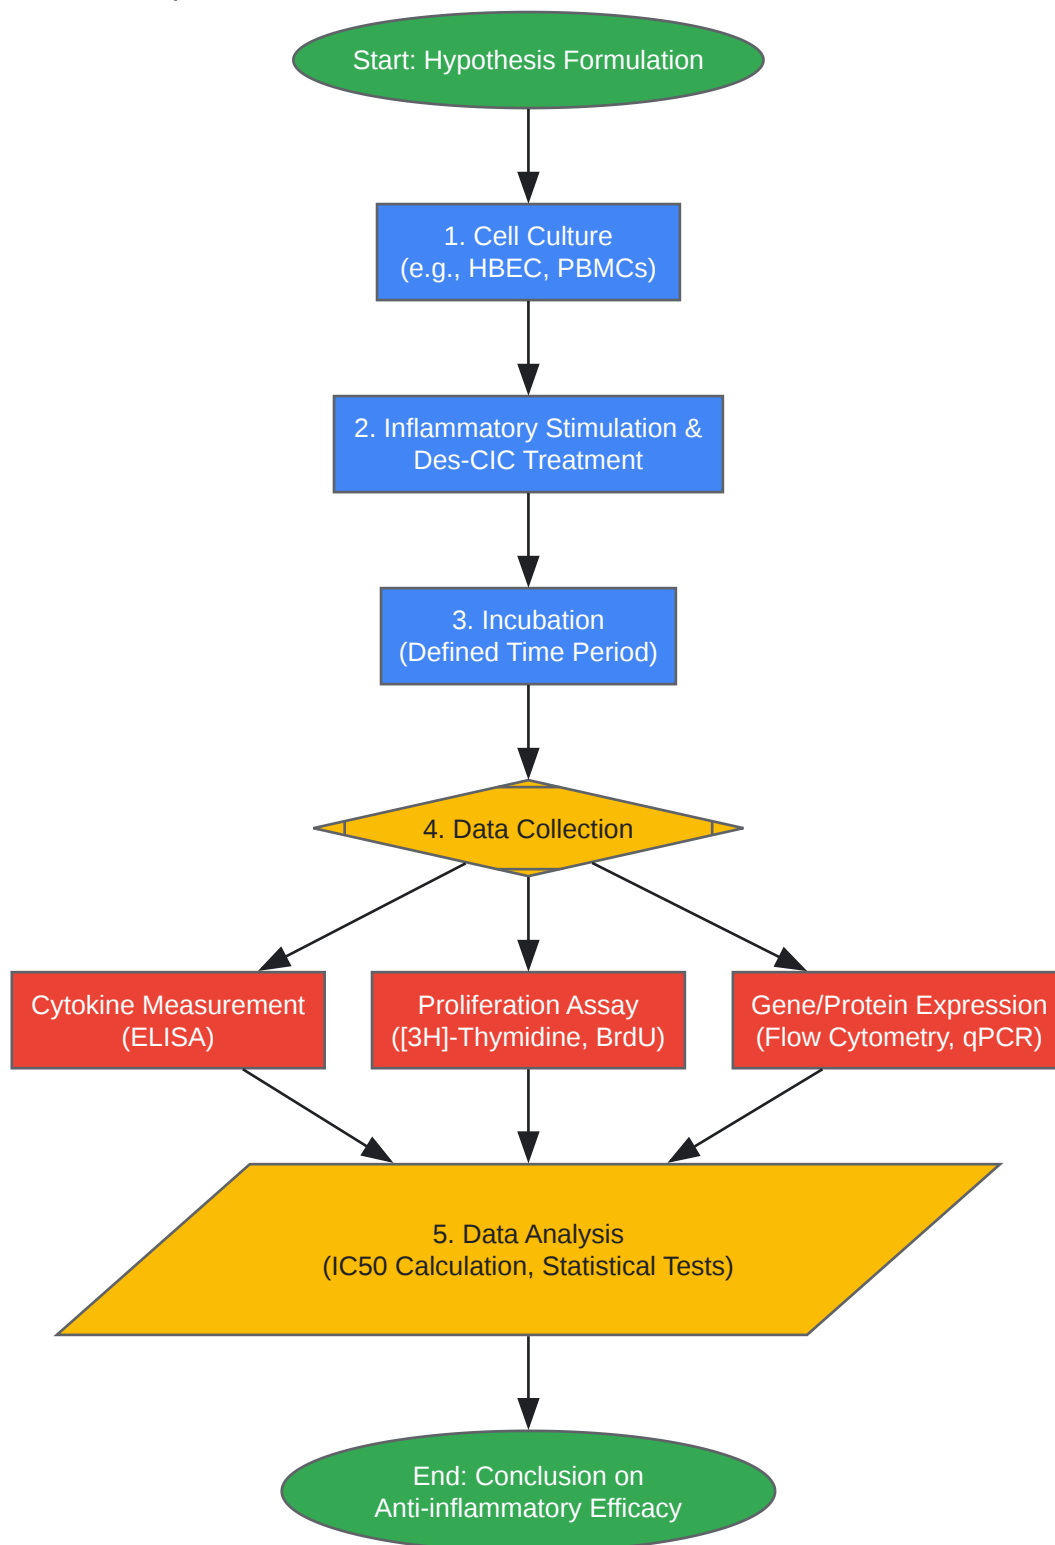 Start: Hypothesis Formulation
1. Cell Culture
(e.g., HBEC, PBMCs)
2. Inflammatory Stimulation &
Des-CIC Treatment
3. Incubation
(Defined Time Period)
4. Data Collection
Cytokine Measurement
(ELISA)
Proliferation Assay
([3H]-Thymidine, BrdU)
Gene/Protein Expression
(Flow Cytometry, qPCR)
5. Data Analysis
(IC50 Calculation, Statistical Tests)
End: Conclusion on
Anti-inflammatory Efficacy